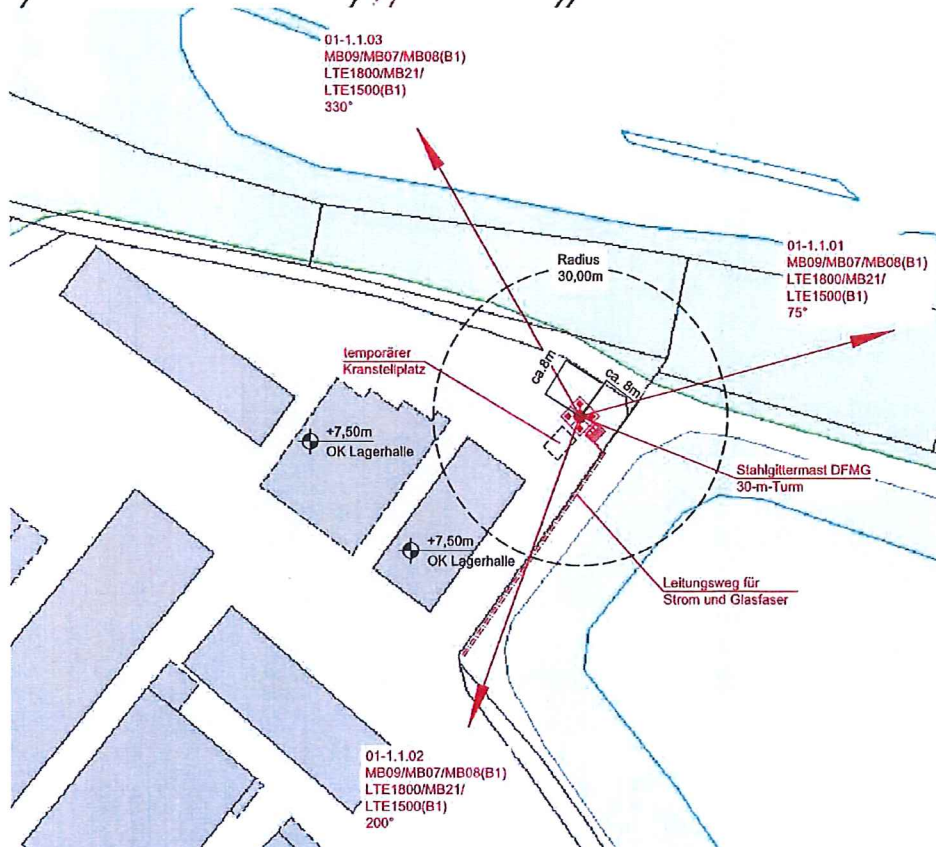 01-1.1.03
MB09/MB07/MB08(B1)
LTE1800/MB21/
LTE1500(B1)
330°
01-1.1.01
MB09/MB07/MB08(B1)
LTE1800/MB21/
LTE1500(B1)
75°
Radius
30,00m
temporärer
Kranstellplatz
ca.8m
ca. 8m
+7,50m
OK Lagerhalle
Stahlgittermast DFMG
30-m-Turm
+7,50m
OK Lagerhalle
Leitungsweg für
Strom und Glasfaser
01-1.1.02
MB09/MB07/MB08(B1)
LTE1800/MB21/
LTE1500(B1)
200°